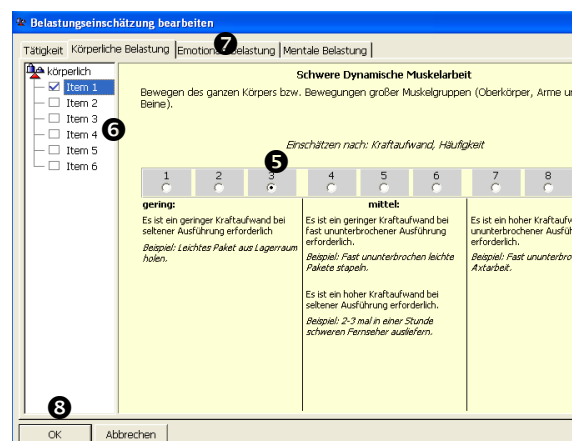 Belastungseinschätzung bearbeiten
Tätigkeit Körperliche Belastung Emotionale Belastung Mentale Belastung
7
körperlich
Item 1
Item 2
Item 3
Item 4
Item 5
Item 6
6
Schwere Dynamische Muskelarbeit
Bewegen des ganzen Körpers bzw. Bewegungen großer Muskelgruppen (Oberkörper, Arme
Beine).
Einschätzen nach: Kraftaufwand, Häufigkeit
5
1 2 3 4 5 6 7 8
gering:
Es ist ein geringer Kraftaufwand bei
seltener Ausführung erforderlich
Beispiel: Leichtes Paket aus Lagerraum
holen.
mittel:
Es ist ein geringer Kraftaufwand bei
fast ununterbrochener Ausführung
erforderlich.
Beispiel: Fast ununterbrochen leichte
Pakete stapeln.
Es ist ein hoher Kraftaufwand bei
seltener Ausführung erforderlich.
Beispiel: 2-3 mal in einer Stunde
schweren Fernseher ausliefern.
Es ist ein hoher
ununterbrochener
erforderlich.
Beispiel: Fast
Axtarbeit.
8
OK Abbrechen